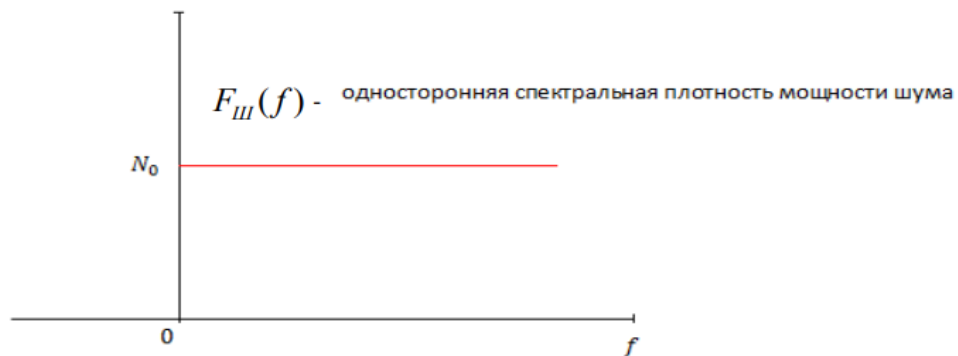 F_Ш(f) - односторонняя спектральная плотность мощности шума
N₀
0
f